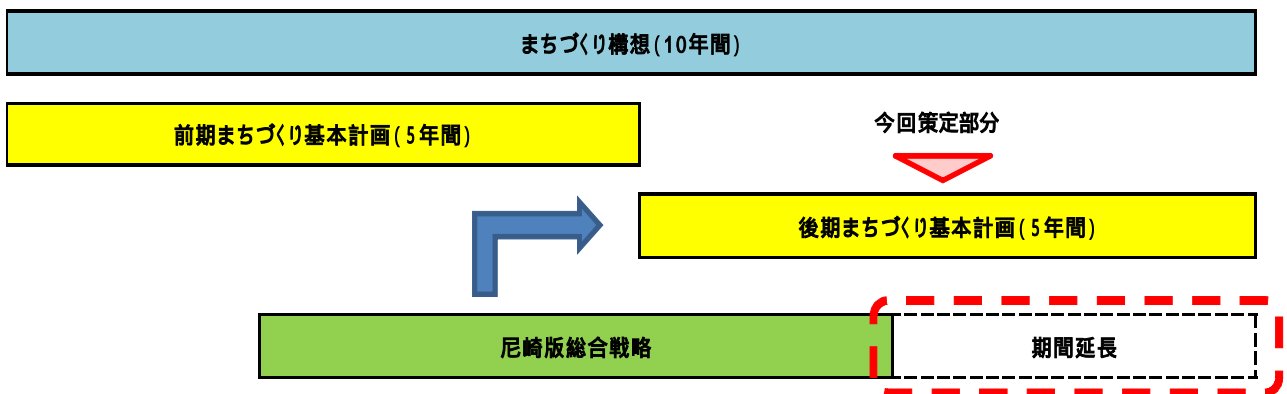 まちづくり構想(10年間)
前期まちづくり基本計画(5年間)
今回策定部分
後期まちづくり基本計画(5年間)
尼崎版総合戦略
期間延長